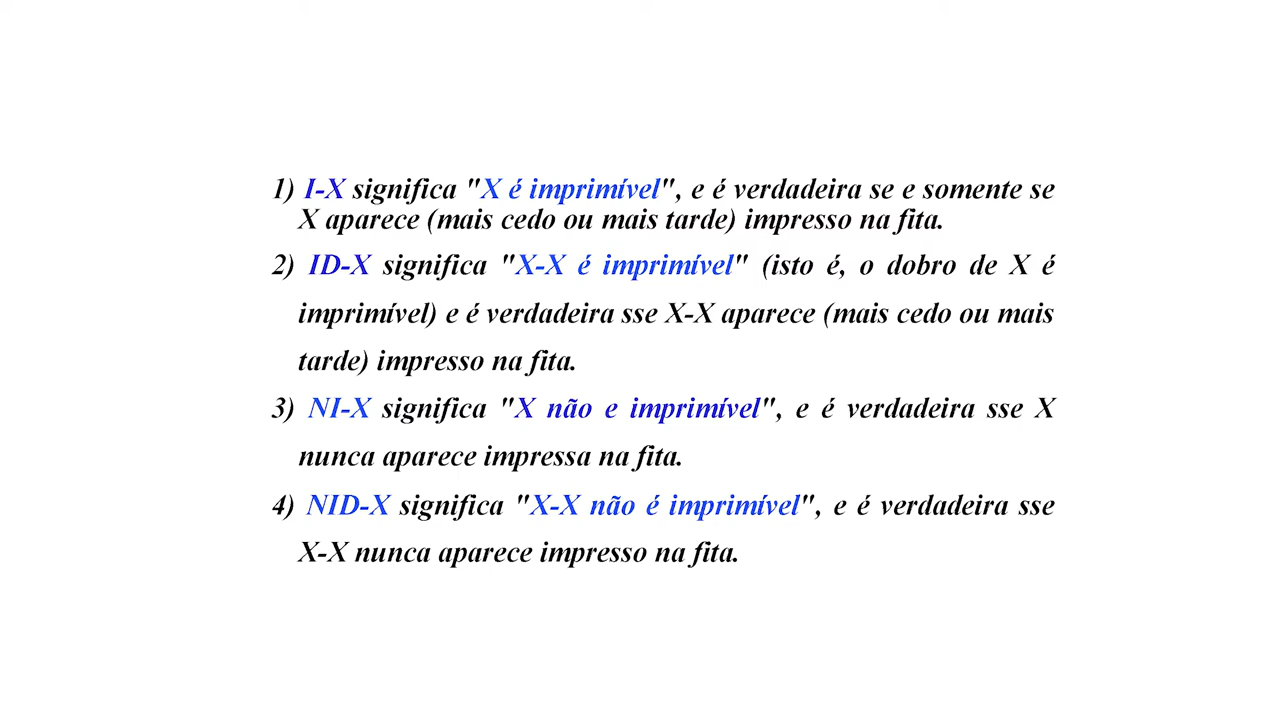 1) I-X significa "X é imprimível", e é verdadeira se e somente se
X aparece (mais cedo ou mais tarde) impresso na fita.
2) ID-X significa "X-X é imprimível" (isto é, o dobro de X é
imprimível) e é verdadeira sse X-X aparece (mais cedo ou mais
tarde) impresso na fita.
3) NI-X significa "X não e imprimível", e é verdadeira sse X
nunca aparece impressa na fita.
4) NID-X significa "X-X não é imprimível", e é verdadeira sse
X-X nunca aparece impresso na fita.